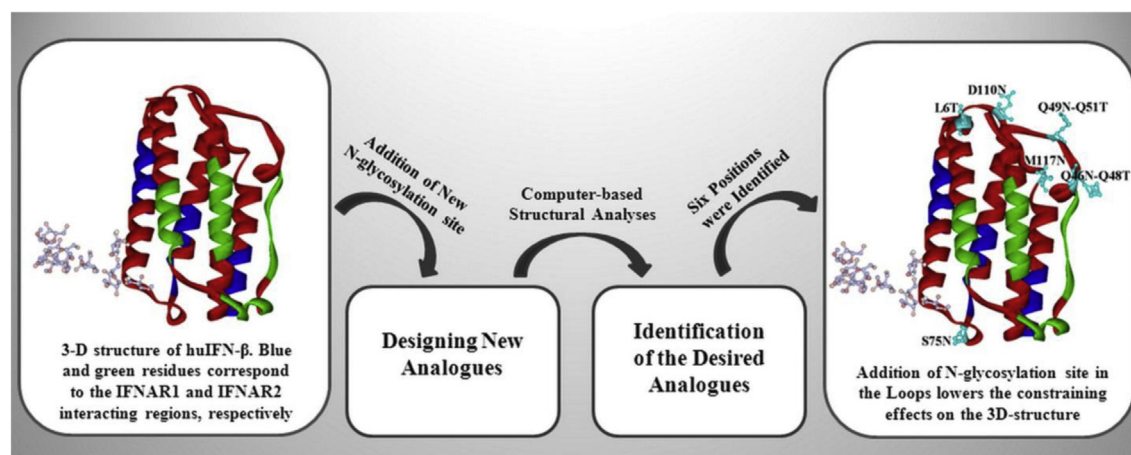 3-D structure of huIFN-β. Blue
and green residues correspond
to the IFNAR1 and IFNAR2
interacting regions, respectively
Addition of New
N-glycosylation site
Designing New
Analogues
Computer-based
Structural Analyses
Identification
of the Desired
Analogues
Six Positions
were Identified
D110N
L6T
Q49N-Q51T
M117N
Q46N-Q48T
S75N
Addition of N-glycosylation site in
the Loops lowers the constraining
effects on the 3D-structure